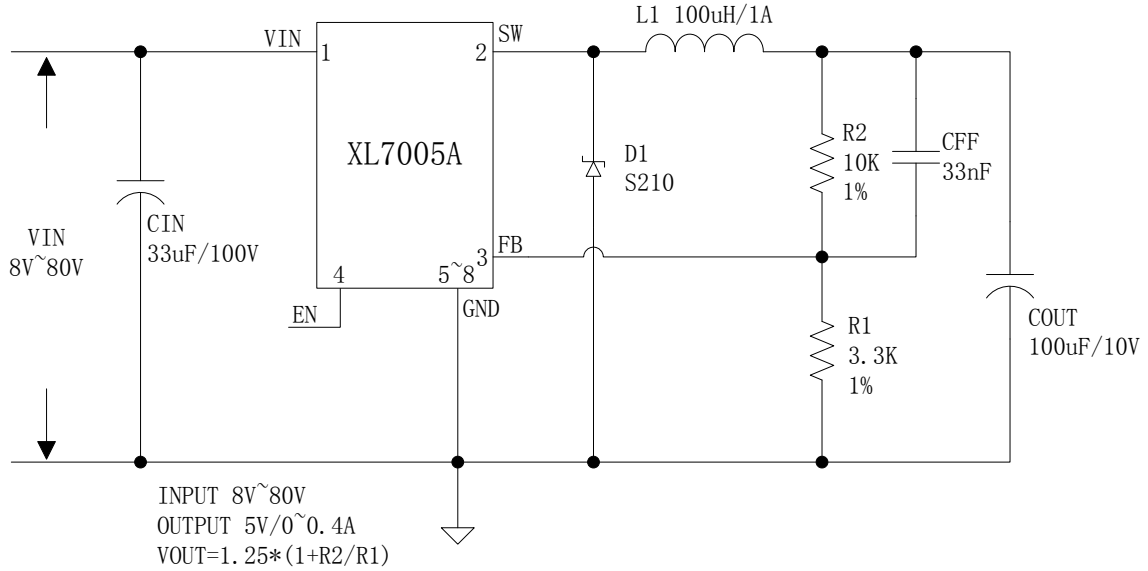 L1 100uH/1A
VIN
1
SW
2
XL7005A
D1
S210
R2
10K
1%
CFF
33nF
CIN
33uF/100V
VIN
8V~80V
FB
3
4
5~8
EN
GND
R1
3.3K
1%
COUT
100uF/10V
INPUT 8V~80V
OUTPUT 5V/0~0.4A
VOUT=1.25*(1+R2/R1)